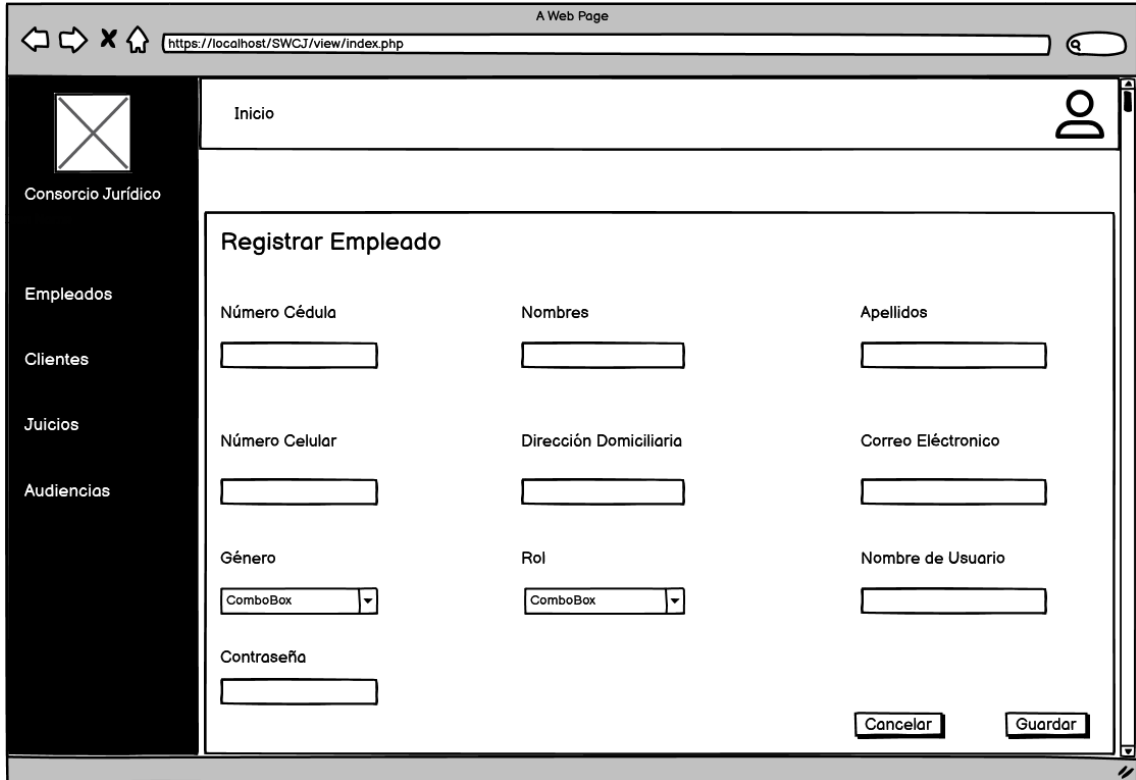 A Web Page
https://localhost/SWCJ/view/index.php
Inicio
Consorcio Jurídico
Empleados
Clientes
Juicios
Audiencias
Registrar Empleado
Número Cédula
Nombres
Apellidos
Número Celular
Dirección Domiciliaria
Correo Eléctronico
Género
Rol
Nombre de Usuario
ComboBox
ComboBox
Contraseña
Cancelar
Guardar